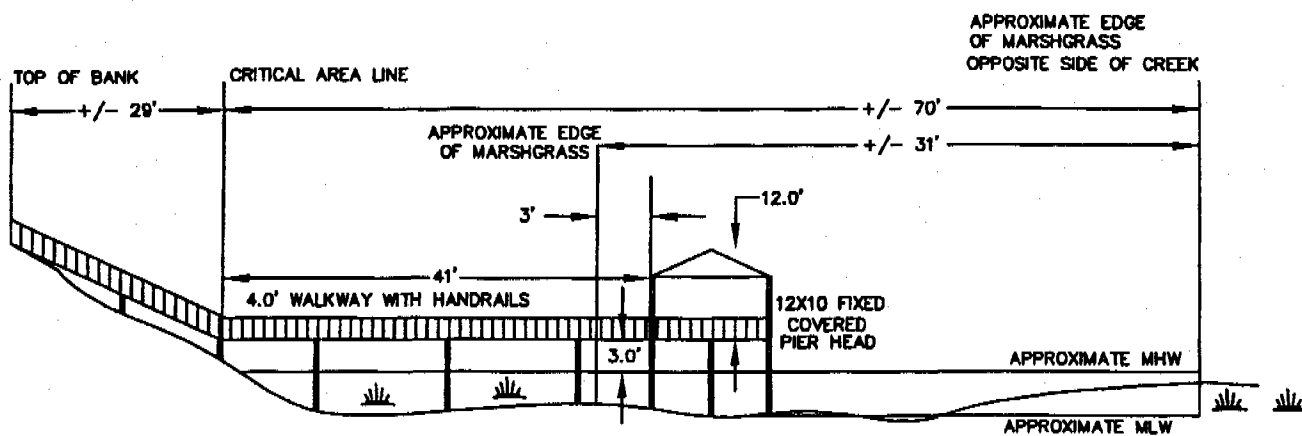 APPROXIMATE EDGE
OF MARSHGRASS
OPPOSITE SIDE OF CREEK
TOP OF BANK
CRITICAL AREA LINE
+/- 29'
+/- 70'
APPROXIMATE EDGE
OF MARSHGRASS
+/- 31'
3'
12.0'
41'
4.0' WALKWAY WITH HANDRAILS
12X10 FIXED
COVERED
PIER HEAD
3.0'
APPROXIMATE MHW
APPROXIMATE MLW